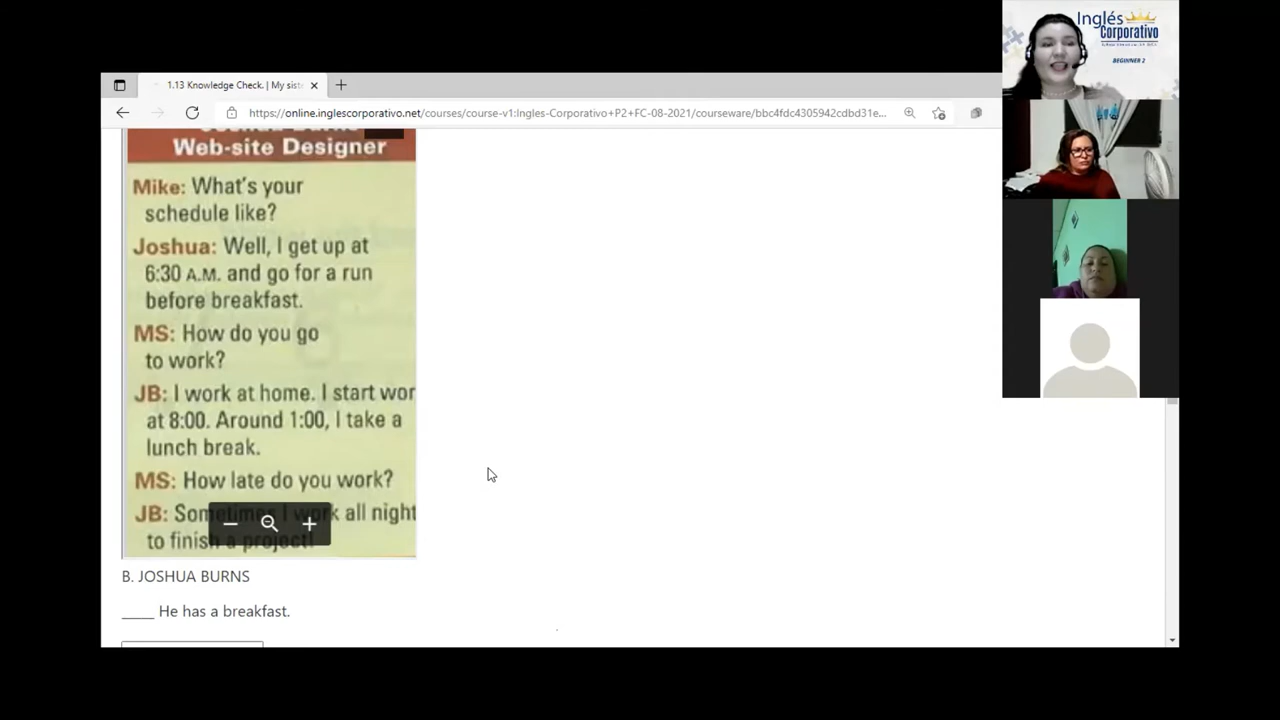 Inglés
Corporativo
BEGINNER 2
1.13 Knowledge Check. | My sist
https://online.inglescorporativo.net/courses/course-v1:Ingles-Corporativo+P2+FC-08-2021/courseware/bbc4fdc4305942cdbd31e...
Web-site Designer
Mike: What's your
schedule like?
Joshua: Well, I get up at
6:30 A.M. and go for a run
before breakfast.
MS: How do you go
to work?
JB: I work at home. I start wor
at 8:00. Around 1:00, I take a
lunch break.
MS: How late do you work?
JB: Sometimes I work all night
to finish a project!
B. JOSHUA BURNS
____ He has a breakfast.